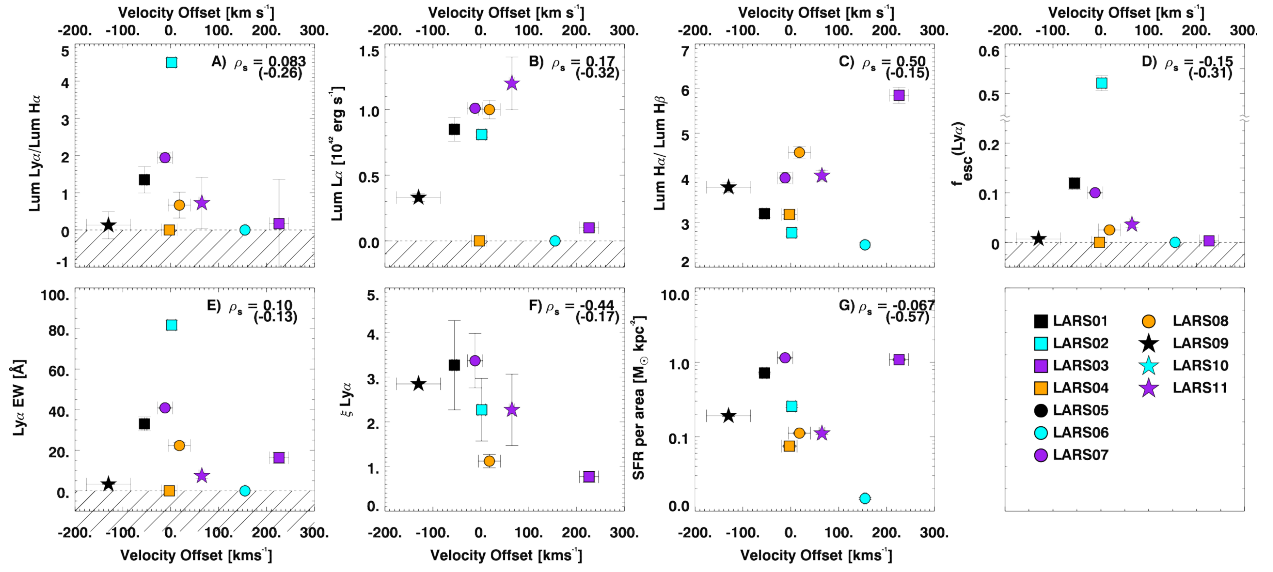 Velocity Offset [km s⁻¹] Velocity Offset [km s⁻¹] Velocity Offset [km s⁻¹] Velocity Offset [km s⁻¹]
-200. -100. 0. 100. 200. 300. -200. -100. 0. 100. 200. 300. -200. -100. 0. 100. 200. 300. -200. -100. 0. 100. 200. 300.
A) ρs = 0.083
(-0.26)
Lum Lyα/Lum Hα
5
4
3
2
1
0
-1
B) ρs = 0.17
(-0.32)
Lum Lα [10⁺⁴² erg s⁻¹]
1.5
1.0
0.5
0.0
C) ρs = 0.50
(-0.15)
Lum Hα/ Lum Hβ
7
6
5
4
3
2
D) ρs = -0.15
(-0.31)
fesc(Lyα)
0.6
0.5
0.2
0.1
0
E) ρs = 0.10
(-0.13)
Lyα EW [Å]
100.
80.
60.
40.
20.
0.
F) ρs = -0.44
(-0.17)
ξ Lyα
5.
4.
3.
2.
1.
0.
G) ρs = -0.067
(-0.57)
SFR per area [M⊙ kpc⁻²]
10.0
1.0
0.1
0.0
LARS01 LARS08
LARS02 LARS09
LARS03 LARS10
LARS04 LARS11
LARS05
LARS06
LARS07
-200. -100. 0. 100. 200. 300. -200. -100. 0. 100. 200. 300. -200. -100. 0. 100. 200. 300.
Velocity Offset [kms⁻¹] Velocity Offset [kms⁻¹] Velocity Offset [kms⁻¹]